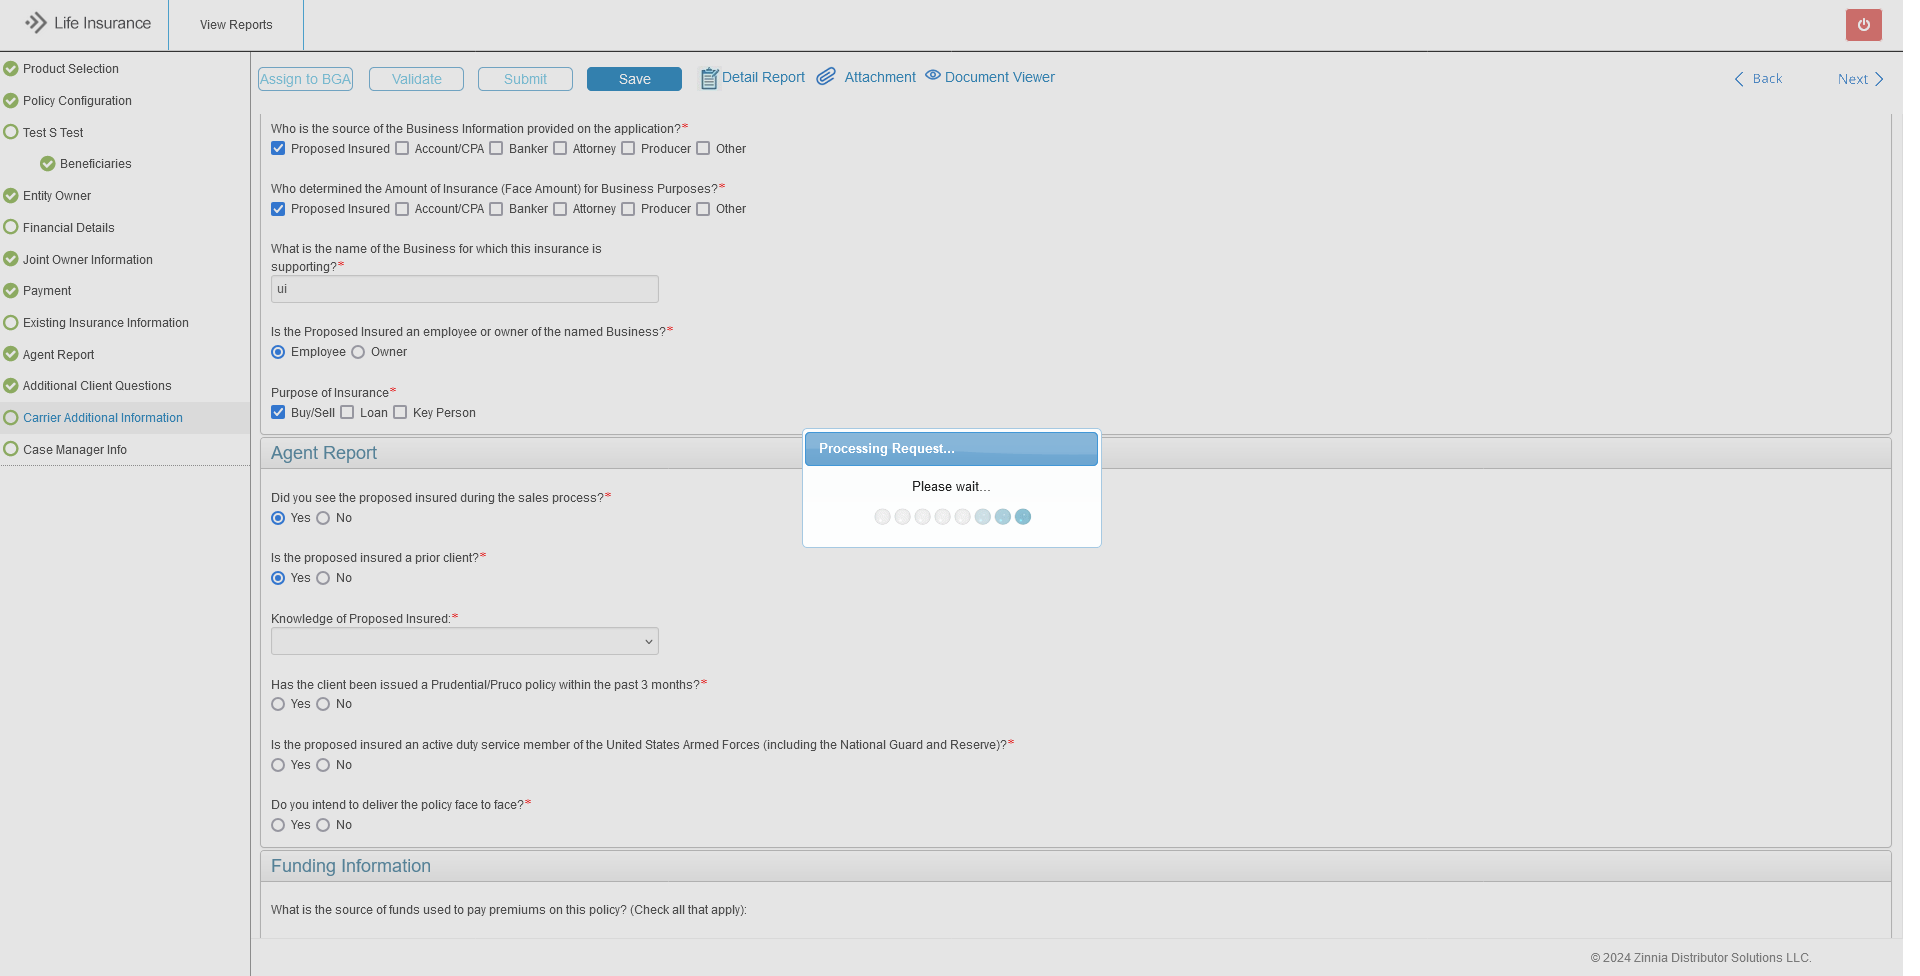 Life Insurance
View Reports
Product Selection
Policy Configuration
Test S Test
Beneficiaries
Entity Owner
Financial Details
Joint Owner Information
Payment
Existing Insurance Information
Agent Report
Additional Client Questions
Carrier Additional Information
Case Manager Info
Assign to BGA Validate Submit Save Detail Report Attachment Document Viewer Back Next
Who is the source of the Business Information provided on the application?*
Proposed Insured Account/CPA Banker Attorney Producer Other
Who determined the Amount of Insurance (Face Amount) for Business Purposes?*
Proposed Insured Account/CPA Banker Attorney Producer Other
What is the name of the Business for which this insurance is
supporting?*
ui
Is the Proposed Insured an employee or owner of the named Business?*
Employee Owner
Purpose of Insurance*
Buy/Sell Loan Key Person
Agent Report
Did you see the proposed insured during the sales process?*
Yes No
Is the proposed insured a prior client?*
Yes No
Knowledge of Proposed Insured:*
Has the client been issued a Prudential/Pruco policy within the past 3 months?*
Yes No
Is the proposed insured an active duty service member of the United States Armed Forces (including the National Guard and Reserve)?*
Yes No
Do you intend to deliver the policy face to face?*
Yes No
Funding Information
What is the source of funds used to pay premiums on this policy? (Check all that apply):
Processing Request...
Please wait...
© 2024 Zinnia Distributor Solutions LLC.